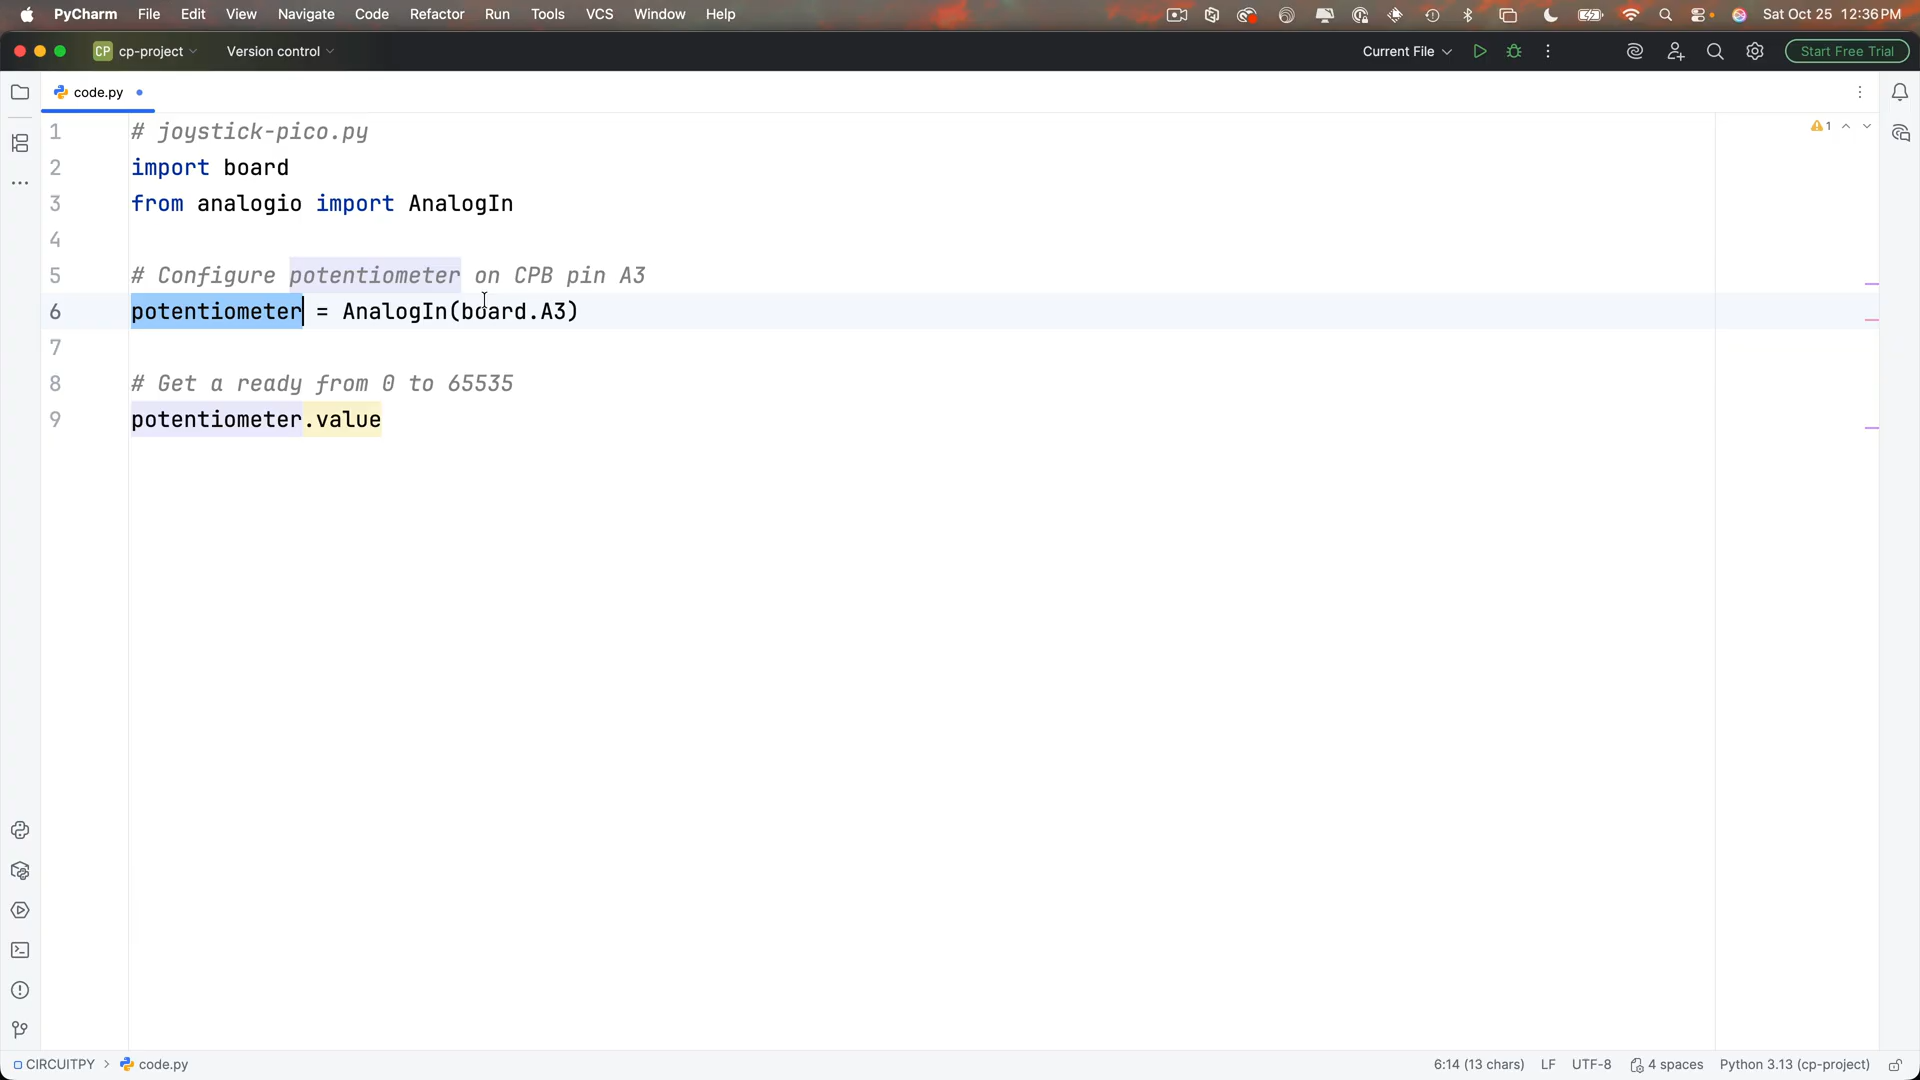 PyCharm File Edit View Navigate Code Refactor Run Tools VCS Window Help Sat Oct 25 12:36 PM
CP cp-project Version control Current File Start Free Trial
code.py
1 # joystick-pico.py 1
2 import board
3 from analogio import AnalogIn
4
5 # Configure potentiometer on CPB pin A3
6 potentiometer = AnalogIn(board.A3)
7
8 # Get a ready from 0 to 65535
9 potentiometer.value
CIRCUITPY > code.py 6:14 (13 chars) LF UTF-8 4 spaces Python 3.13 (cp-project)